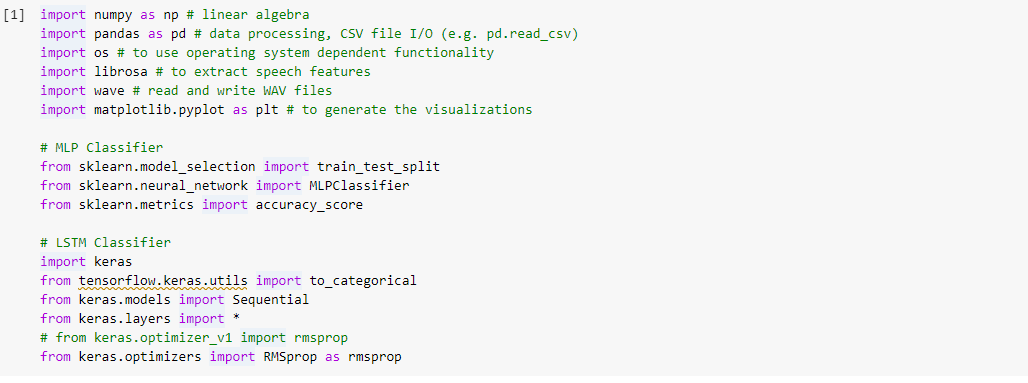 [1] import numpy as np # linear algebra
import pandas as pd # data processing, CSV file I/O (e.g. pd.read_csv)
import os # to use operating system dependent functionality
import librosa # to extract speech features
import wave # read and write WAV files
import matplotlib.pyplot as plt # to generate the visualizations
# MLP Classifier
from sklearn.model_selection import train_test_split
from sklearn.neural_network import MLPClassifier
from sklearn.metrics import accuracy_score
# LSTM Classifier
import keras
from tensorflow.keras.utils import to_categorical
from keras.models import Sequential
from keras.layers import *
# from keras.optimizer_v1 import rmsprop
from keras.optimizers import RMSprop as rmsprop